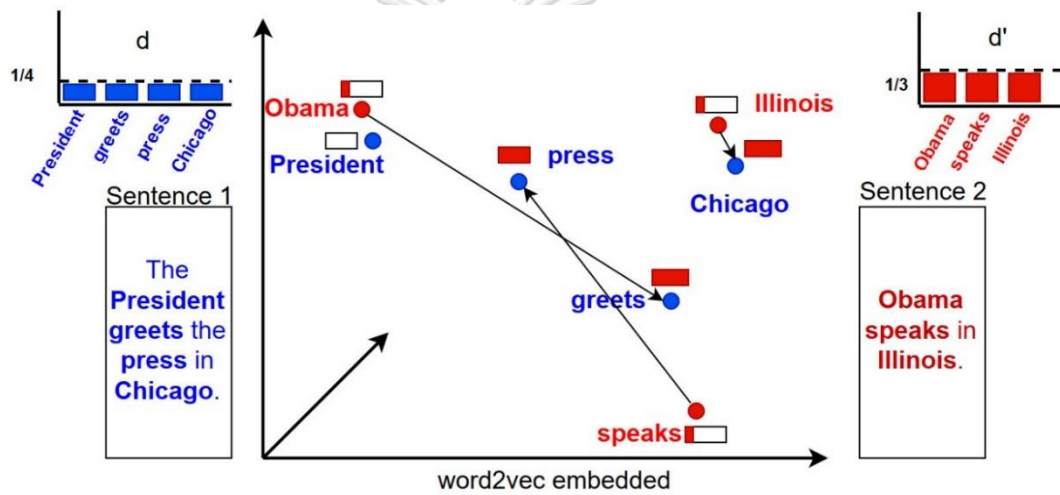 d
1/4
President
greets
press
Chicago
Sentence 1
The
President
greets the
press in
Chicago.
Obama
President
press
Illinois
Chicago
greets
speaks
word2vec embedded
d'
1/3
Obama
speaks
Illinois
Sentence 2
Obama
speaks in
Illinois.